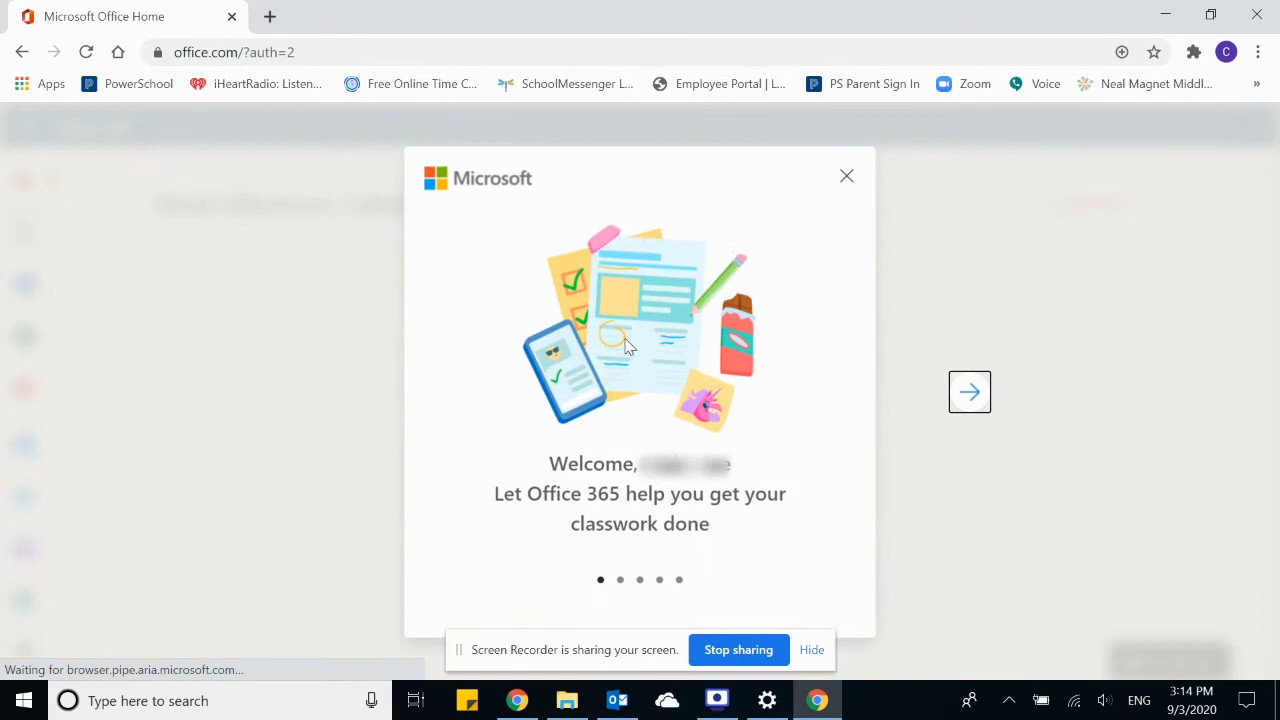 Microsoft Office Home
office.com/?auth=2
Apps PowerSchool iHeartRadio: Listen... Free Online Time C... SchoolMessenger L... Employee Portal | L... PS Parent Sign In Zoom Voice Neal Magnet Middl... »
Microsoft
Welcome,
Let Office 365 help you get your
classwork done
Screen Recorder is sharing your screen. Stop sharing Hide
Waiting for browser.pipe.aria.microsoft.com...
Type here to search
ENG
3:14 PM
9/3/2020
C